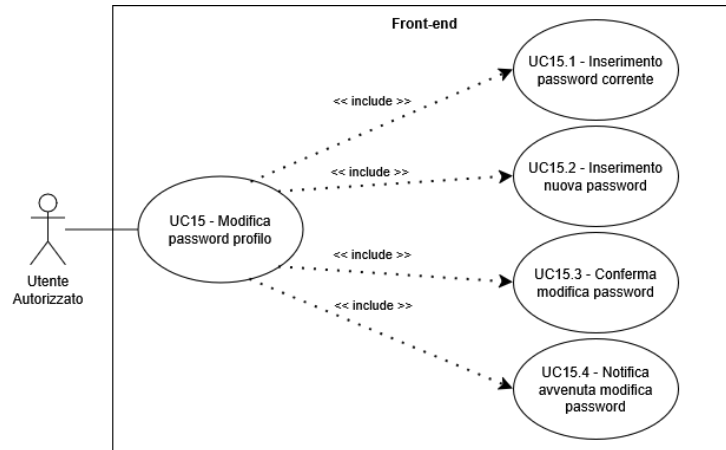 Front-end
UC15.1 - Inserimento
password corrente
<< include >>
UC15.2 - Inserimento
nuova password
<< include >>
UC15 - Modifica
password profilo
Utente
Autorizzato
<< include >>
UC15.3 - Conferma
modifica password
<< include >>
UC15.4 - Notifica
avvenuta modifica
password